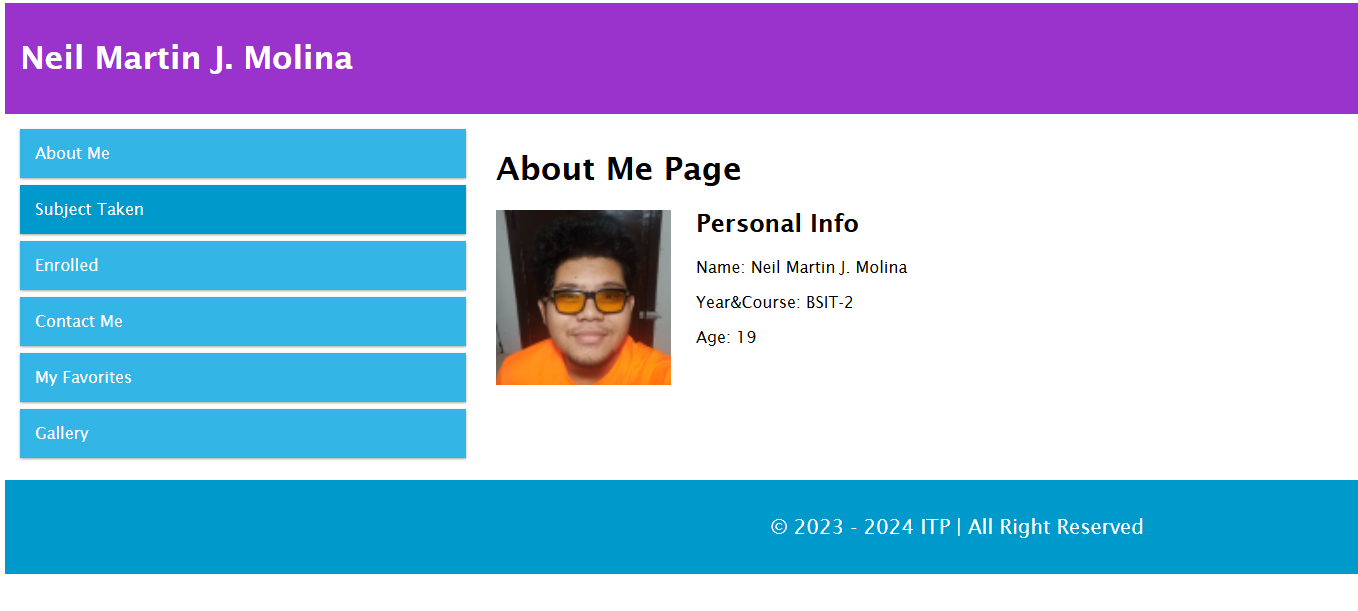 Neil Martin J. Molina
About Me
Subject Taken
Enrolled
Contact Me
My Favorites
Gallery
About Me Page
Personal Info
Name: Neil Martin J. Molina
Year&Course: BSIT-2
Age: 19
© 2023 - 2024 ITP | All Right Reserved